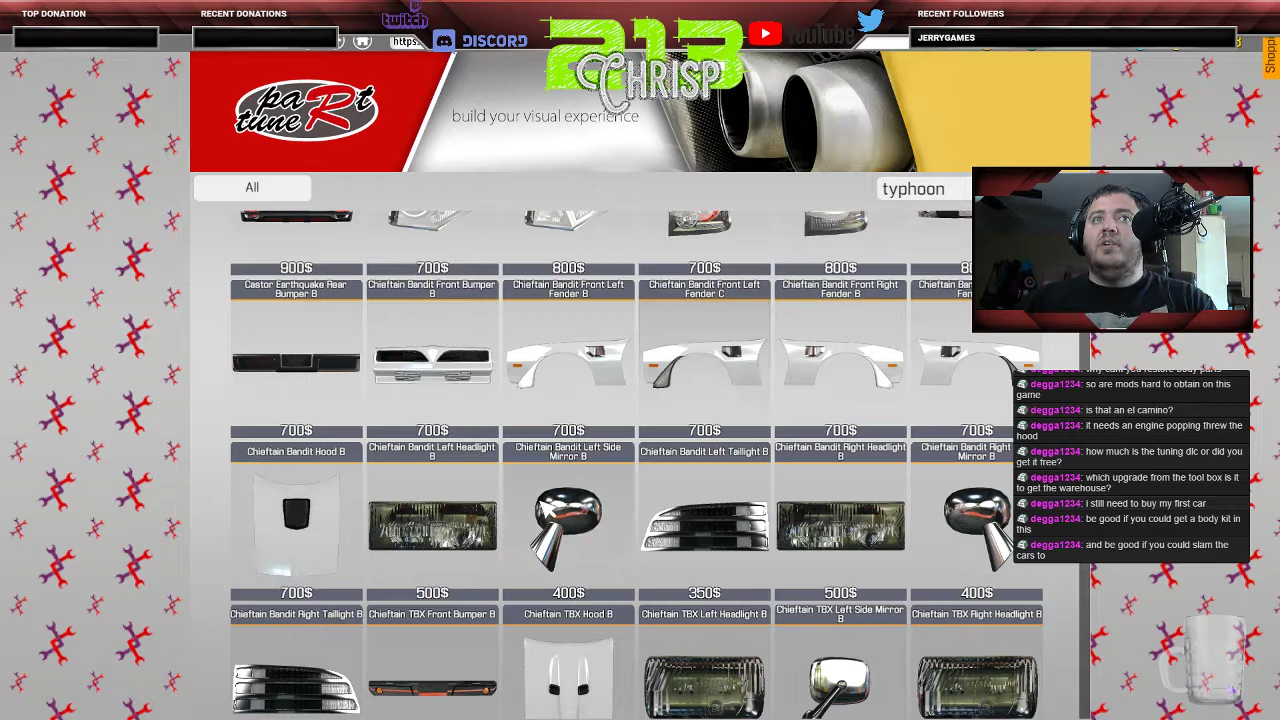 TOP DONATION
RECENT DONATIONS
twitch
https
DISCORD
213
CHRISP
YouTube
RECENT FOLLOWERS
JERRYGAMES
paRt
tuneR
build your visual experience
All
typhoon
900$
700$
800$
700$
800$
Castor Earthquake Rear Bumper B
Chieftain Bandit Front Bumper B
Chieftain Bandit Front Left Fender B
Chieftain Bandit Front Left Fender C
Chieftain Bandit Front Right Fender B
700$
700$
700$
700$
700$
700$
Chieftain Bandit Hood B
Chieftain Bandit Left Headlight B
Chieftain Bandit Left Side Mirror B
Chieftain Bandit Left Taillight B
Chieftain Bandit Right Headlight B
Chieftain Bandit Right
Mirror B
700$
500$
400$
350$
500$
400$
Chieftain Bandit Right Taillight B
Chieftain TBX Front Bumper B
Chieftain TBX Hood B
Chieftain TBX Left Headlight B
Chieftain TBX Left Side Mirror B
Chieftain TBX Right Headlight B
degga1234: so are mods hard to obtain on this
game
degga1234: is that an el camino?
degga1234: it needs an engine popping threw the
hood
degga1234: how much is the tuning dlc or did you
get it free?
degga1234: which upgrade from the tool box is it
to get the warehouse?
degga1234: i still need to buy my first car
degga1234: be good if you could get a body kit in
this
degga1234: and be good if you could slam the
cars to